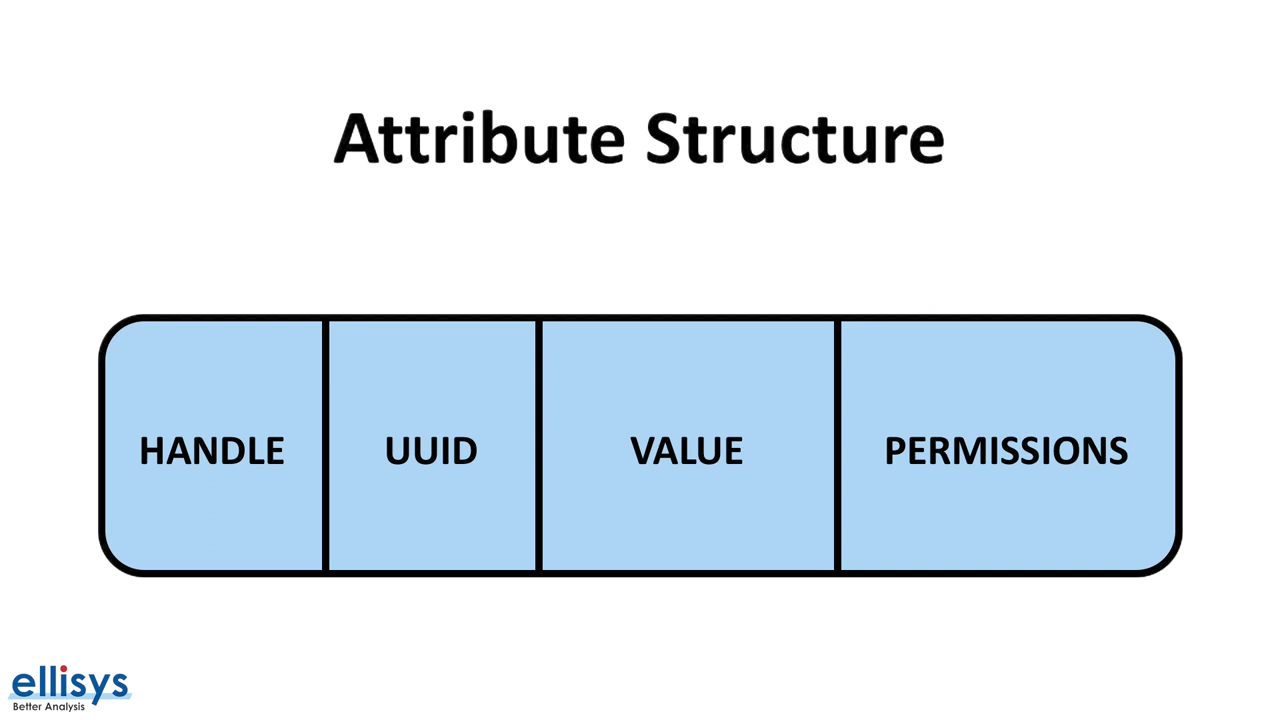 Attribute Structure
HANDLE UUID VALUE PERMISSIONS
ellisys
Better Analysis